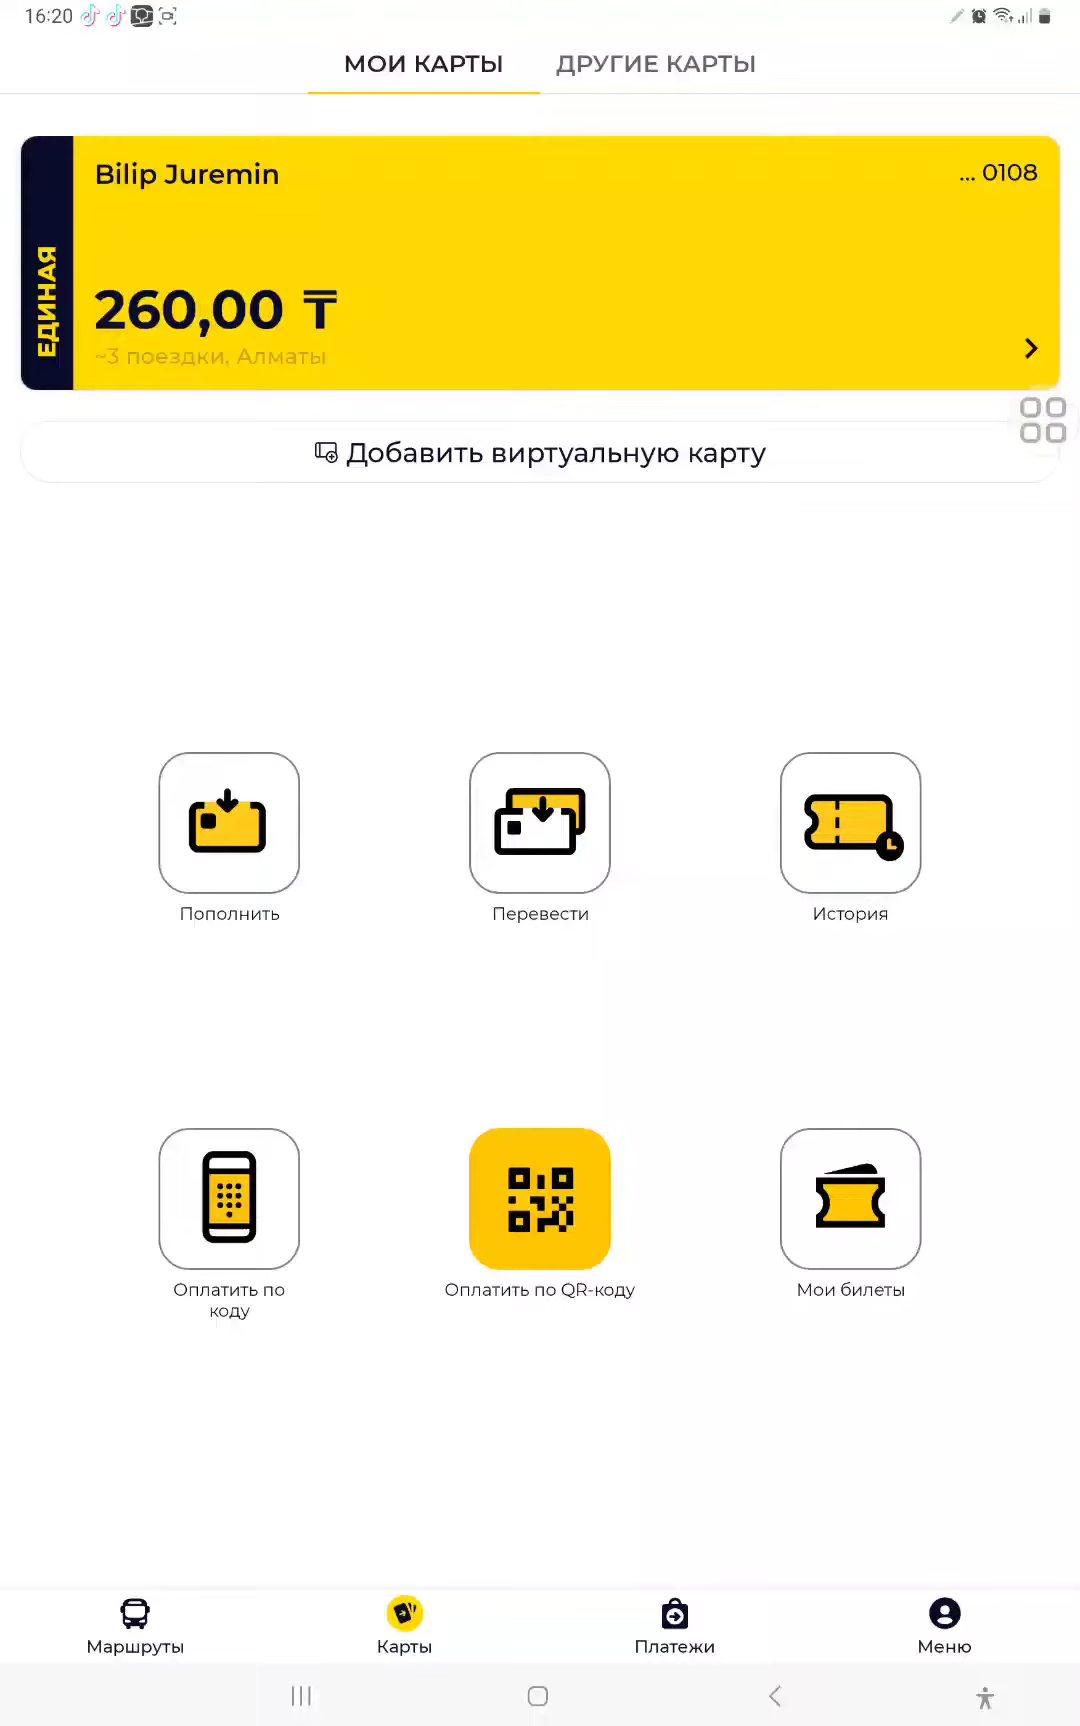 16:20
МОИ КАРТЫ
ДРУГИЕ КАРТЫ
ЕДИНАЯ
Bilip Juremin
... 0108
260,00 ₸
~3 поездки, Алматы
Добавить виртуальную карту
Пополнить
Перевести
История
Оплатить по
коду
Оплатить по QR-коду
Мои билеты
Маршруты
Карты
Платежи
Меню